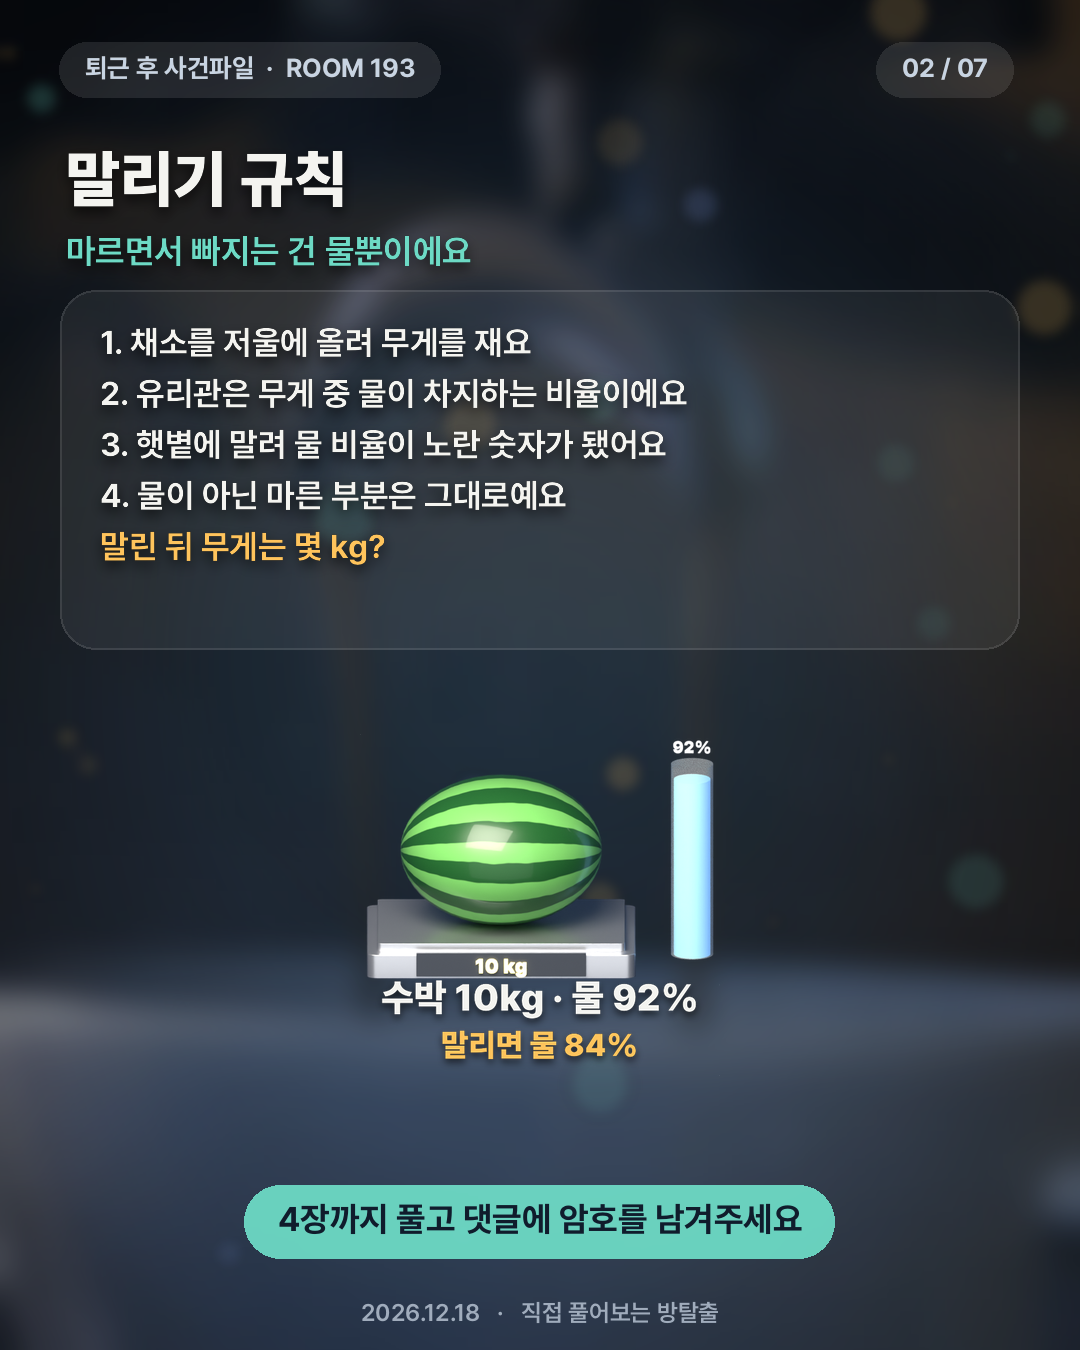 퇴근 후 사건파일 · ROOM 193
02 / 07
말리기 규칙
마르면서 빠지는 건 물뿐이에요
1. 채소를 저울에 올려 무게를 재요
2. 유리관은 무게 중 물이 차지하는 비율이에요
3. 햇볕에 말려 물 비율이 노란 숫자가 됐어요
4. 물이 아닌 마른 부분은 그대로예요
말린 뒤 무게는 몇 kg?
92%
10 kg
수박 10kg · 물 92%
말리면 물 84%
4장까지 풀고 댓글에 암호를 남겨주세요
2026.12.18 · 직접 풀어보는 방탈출